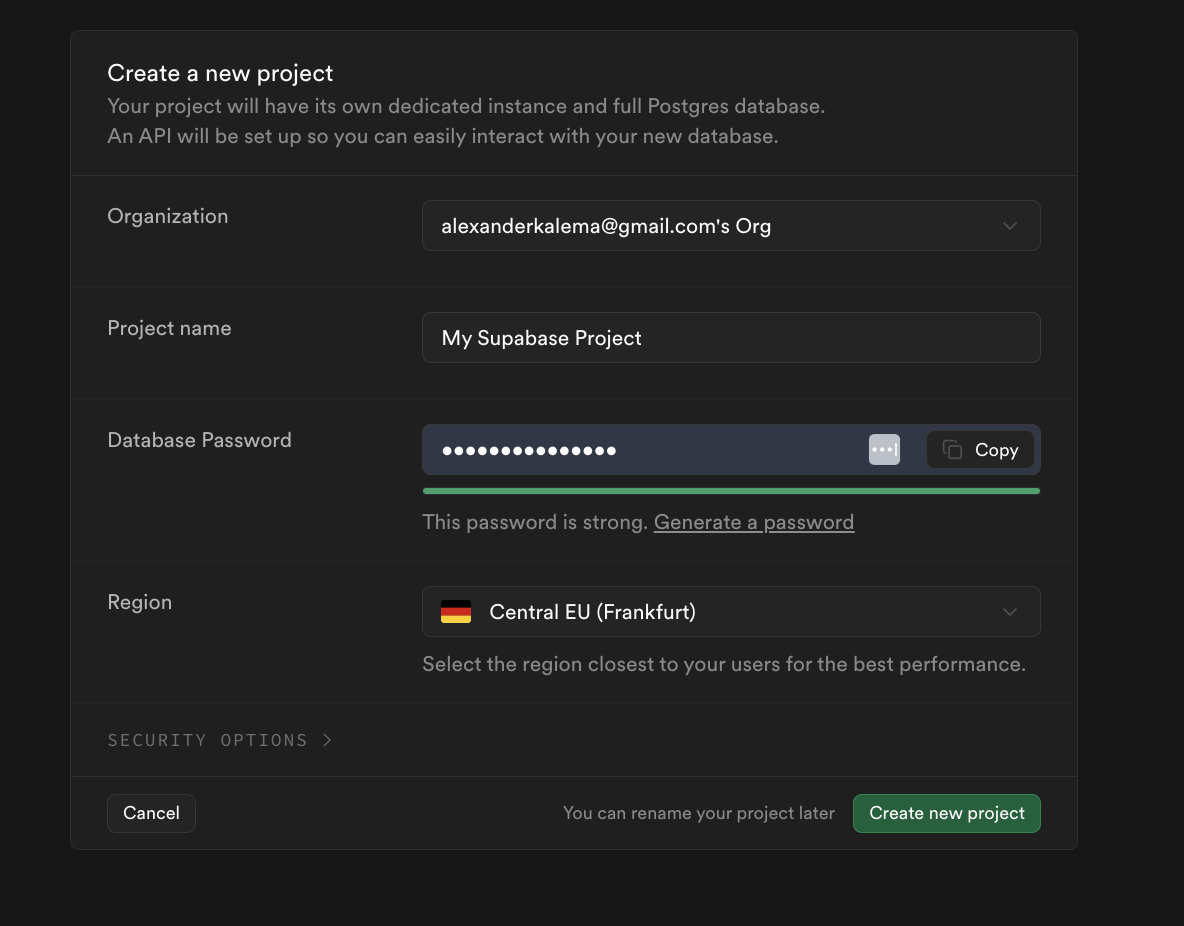 Create a new project
Your project will have its own dedicated instance and full Postgres database.
An API will be set up so you can easily interact with your new database.
Organization
alexanderkalema@gmail.com's Org
Project name
My Supabase Project
Database Password
••••••••••••••
Copy
This password is strong. Generate a password
Region
Central EU (Frankfurt)
Select the region closest to your users for the best performance.
SECURITY OPTIONS >
Cancel
You can rename your project later
Create new project